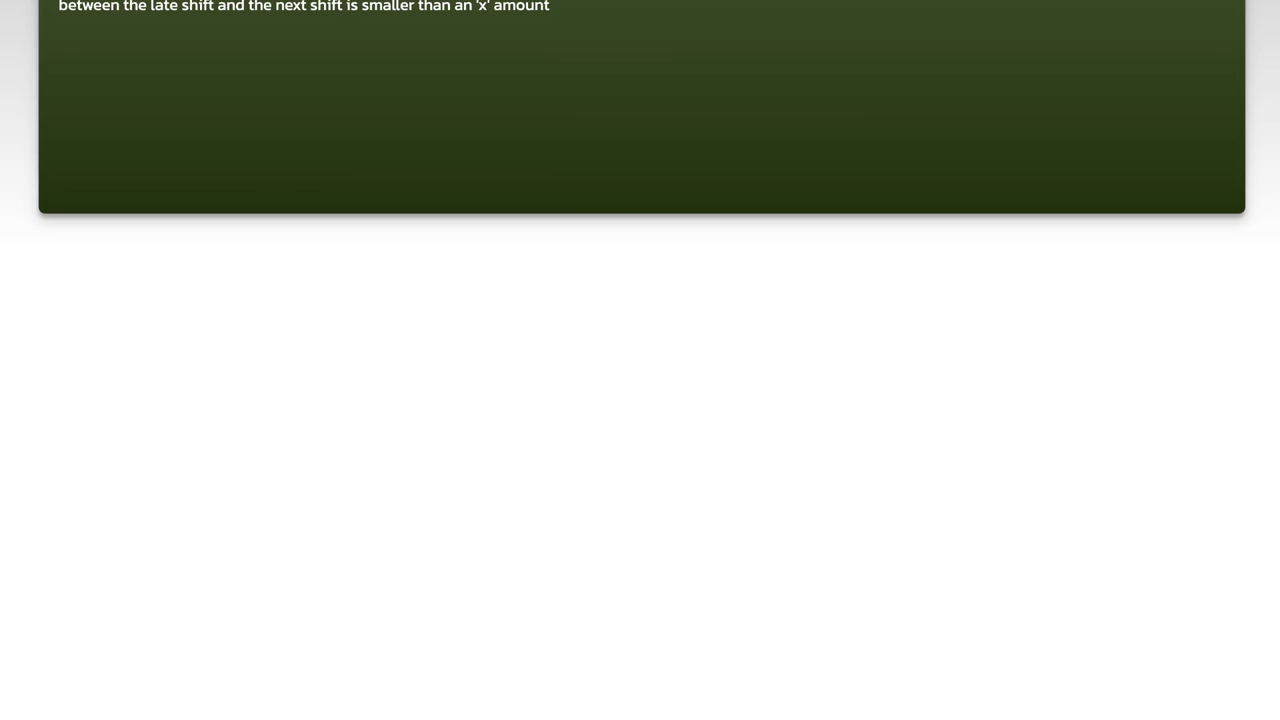 between the late shift and the next shift is smaller than an 'x' amount